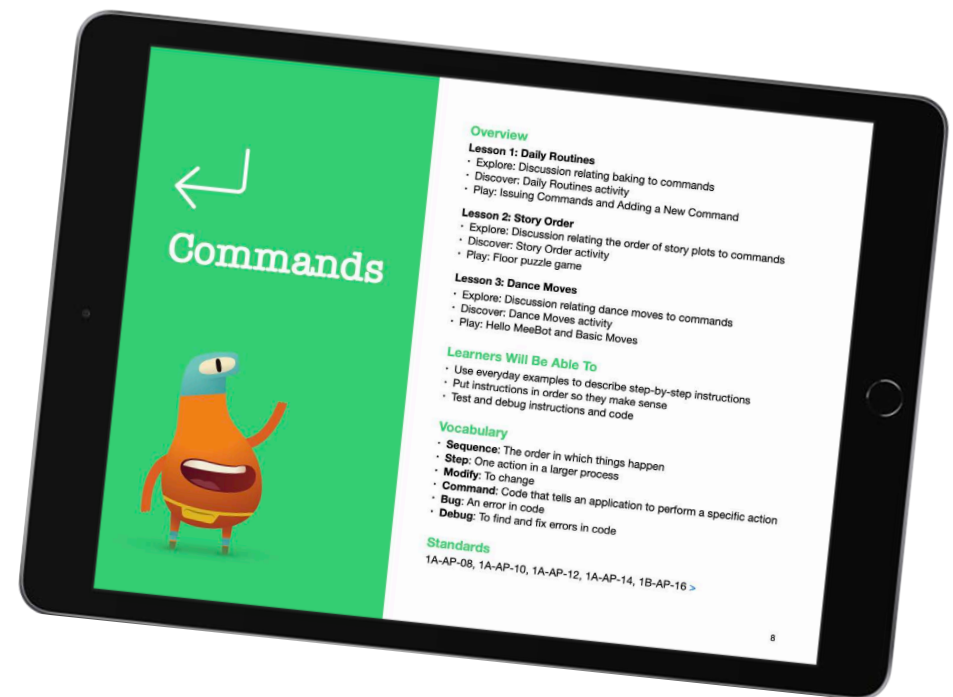 Commands
Overview
Lesson 1: Daily Routines
· Explore: Discussion relating baking to commands
· Discover: Daily Routines activity
· Play: Issuing Commands and Adding a New Command
Lesson 2: Story Order
· Explore: Discussion relating the order of story plots to commands
· Discover: Story Order activity
· Play: Floor puzzle game
Lesson 3: Dance Moves
· Explore: Discussion relating dance moves to commands
· Discover: Dance Moves activity
· Play: Hello MeeBot and Basic Moves
Learners Will Be Able To
· Use everyday examples to describe step-by-step instructions
· Put instructions in order so they make sense
· Test and debug instructions and code
Vocabulary
· Sequence: The order in which things happen
· Step: One action in a larger process
· Modify: To change
· Command: Code that tells an application to perform a specific action
· Bug: An error in code
· Debug: To find and fix errors in code
Standards
1A-AP-08, 1A-AP-10, 1A-AP-12, 1A-AP-14, 1B-AP-16 >
8